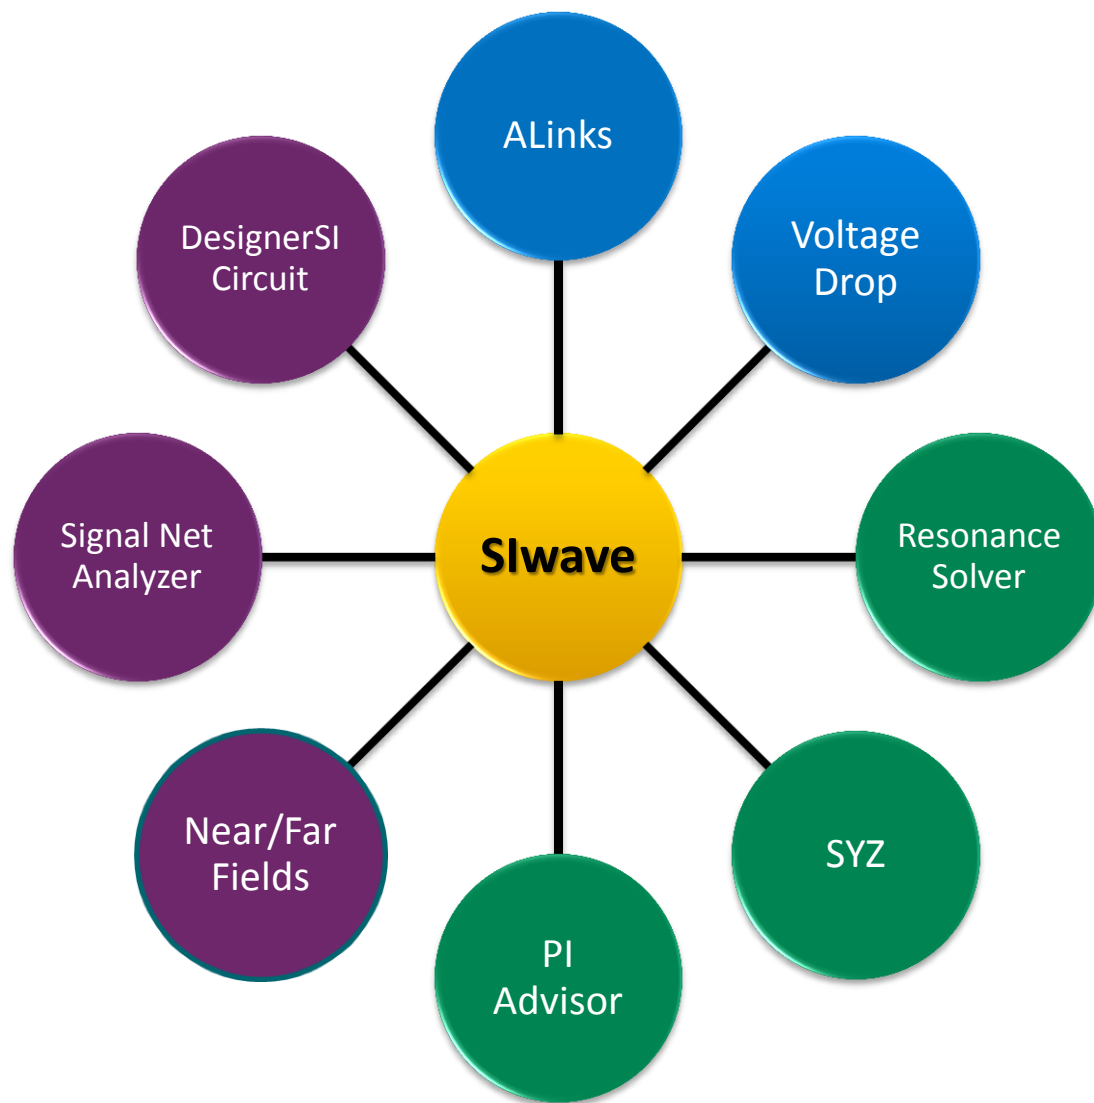 ALinks
Voltage
Drop
DesignerSI
Circuit
Signal Net
Analyzer
SIwave
Resonance
Solver
Near/Far
Fields
SYZ
PI
Advisor